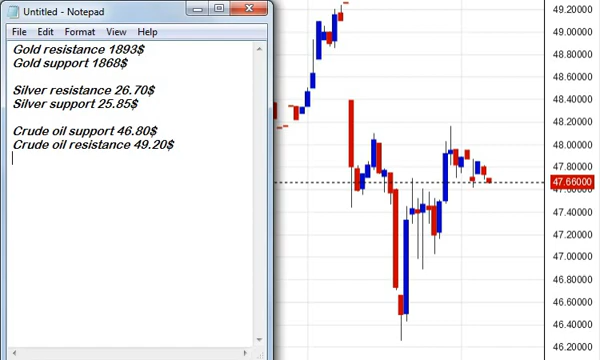 Untitled - Notepad
File Edit Format View Help
Gold resistance 1893$
Gold support 1868$
Silver resistance 26.70$
Silver support 25.85$
Crude oil support 46.80$
Crude oil resistance 49.20$
49.20000
49.00000
48.80000
48.60000
48.40000
48.20000
48.00000
47.80000
47.66000
47.40000
47.20000
47.00000
46.80000
46.60000
46.40000
46.20000